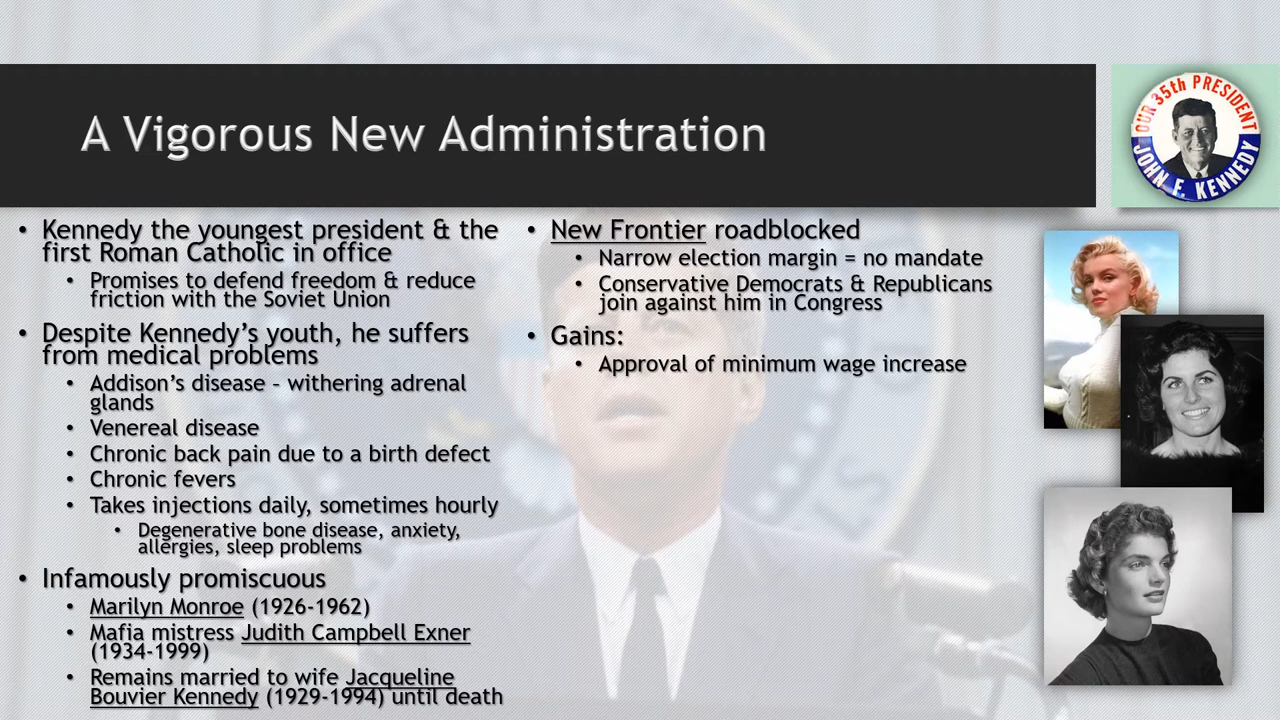 A Vigorous New Administration
OUR 35th PRESIDENT
JOHN F. KENNEDY
• Kennedy the youngest president & the
first Roman Catholic in office
• Promises to defend freedom & reduce
friction with the Soviet Union
• Despite Kennedy’s youth, he suffers
from medical problems
• Addison’s disease – withering adrenal
glands
• Venereal disease
• Chronic back pain due to a birth defect
• Chronic fevers
• Takes injections daily, sometimes hourly
• Degenerative bone disease, anxiety,
allergies, sleep problems
• Infamously promiscuous
• Marilyn Monroe (1926-1962)
• Mafia mistress Judith Campbell Exner
(1934-1999)
• Remains married to wife Jacqueline
Bouvier Kennedy (1929-1994) until death
• New Frontier roadblocked
• Narrow election margin = no mandate
• Conservative Democrats & Republicans
join against him in Congress
• Gains:
• Approval of minimum wage increase